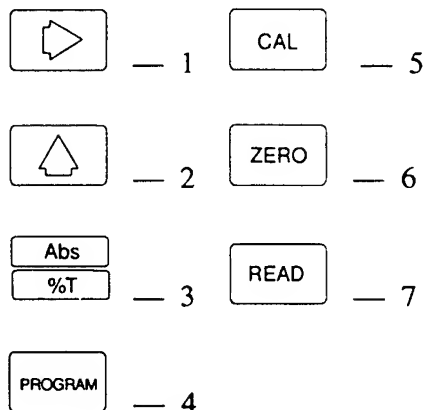 — 1
CAL — 5
— 2
ZERO — 6
Abs
%T — 3
READ — 7
PROGRAM — 4